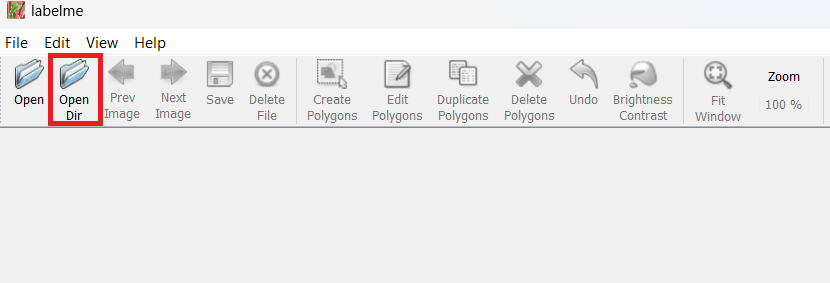 labelme
File Edit View Help
Open
Open
Dir
Prev
Image
Next
Image
Save
Delete
File
Create
Polygons
Edit
Polygons
Duplicate
Polygons
Delete
Polygons
Undo
Brightness
Contrast
Fit
Window
Zoom
100 %